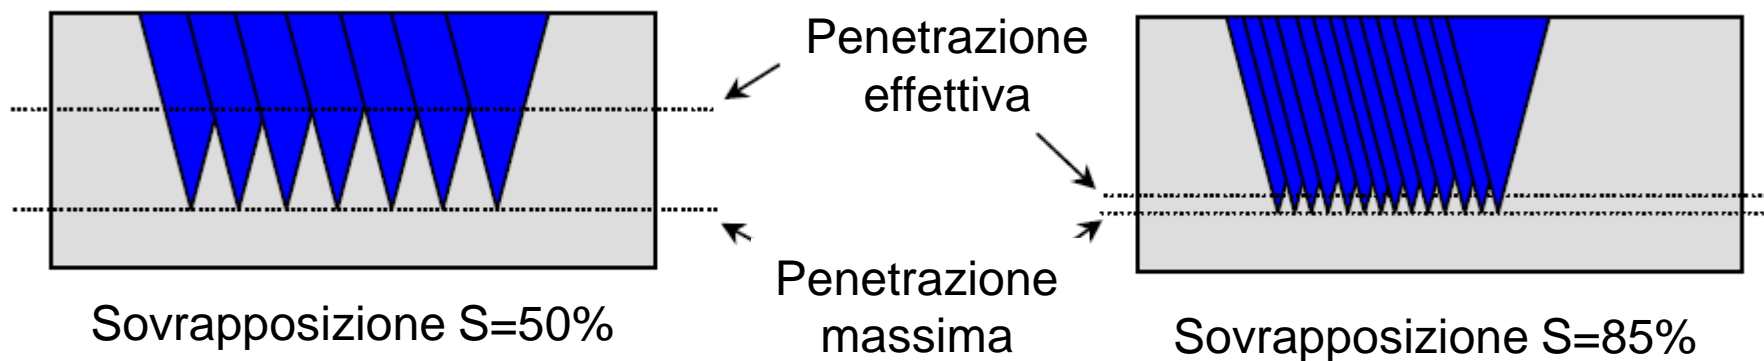 Penetrazione
effettiva
Penetrazione
massima
Sovrapposizione S=50%
Sovrapposizione S=85%